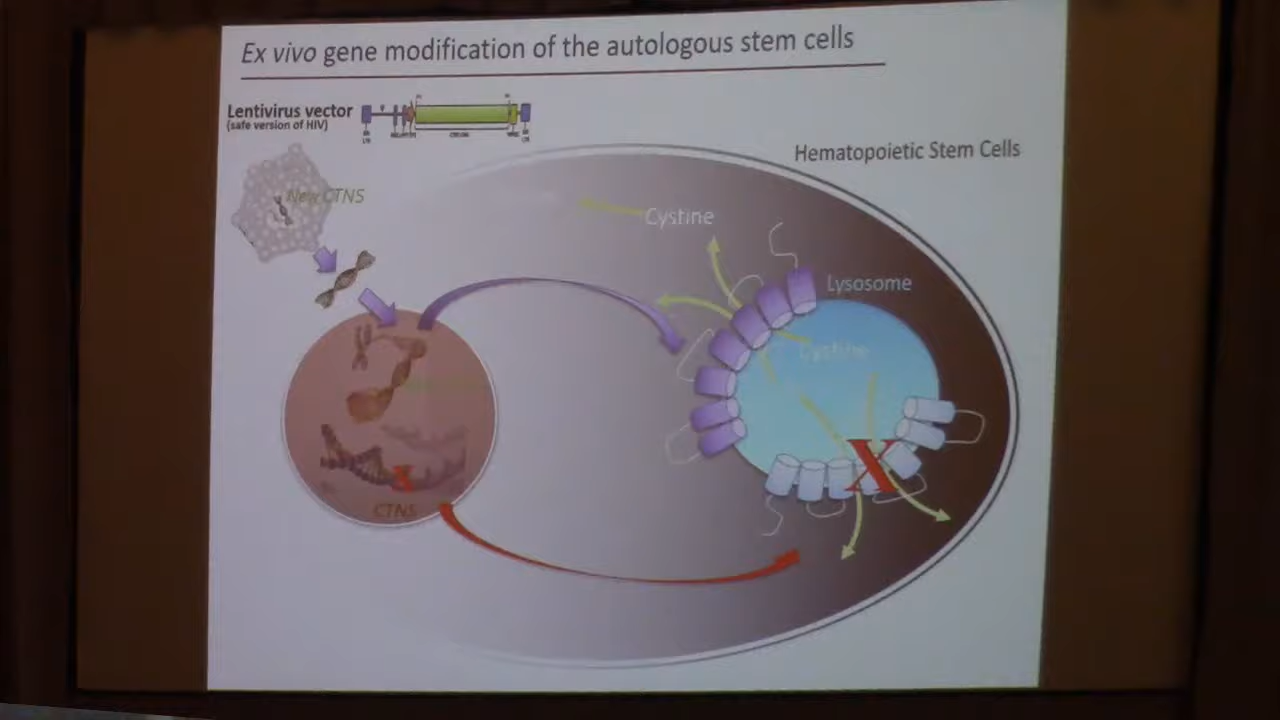 Ex vivo gene modification of the autologous stem cells
Lentivirus vector
(safe version of HIV)
Hematopoietic Stem Cells
New CTNS
Cystine
Lysosome
Cystine
X
CTNS